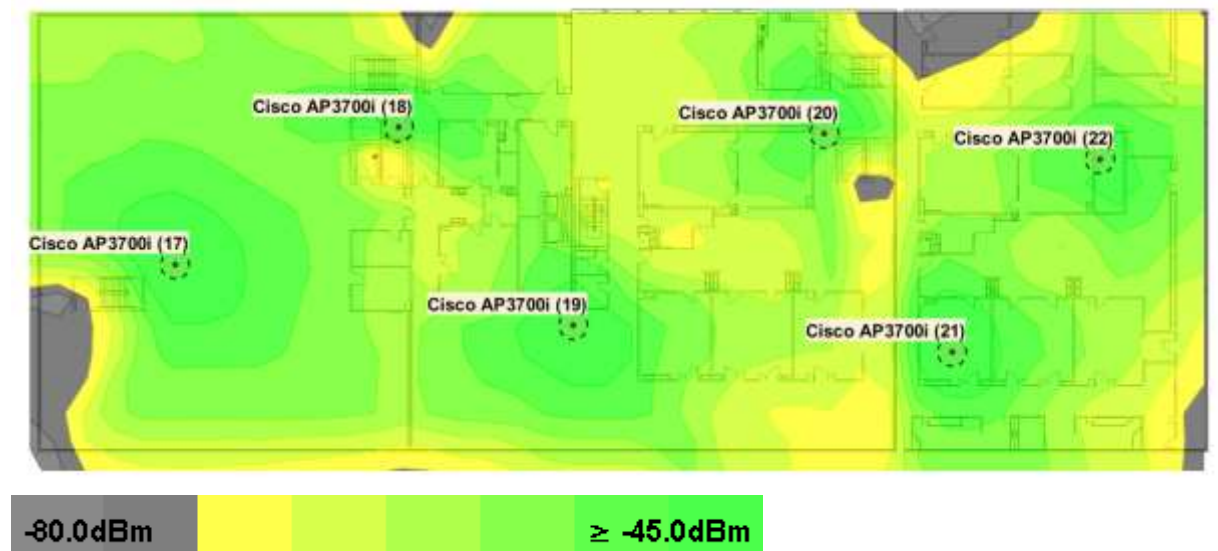 Cisco AP3700i (18)
Cisco AP3700i (20)
Cisco AP3700i (22)
Cisco AP3700i (17)
Cisco AP3700i (19)
Cisco AP3700i (21)
-80.0dBm
≥ -45.0dBm